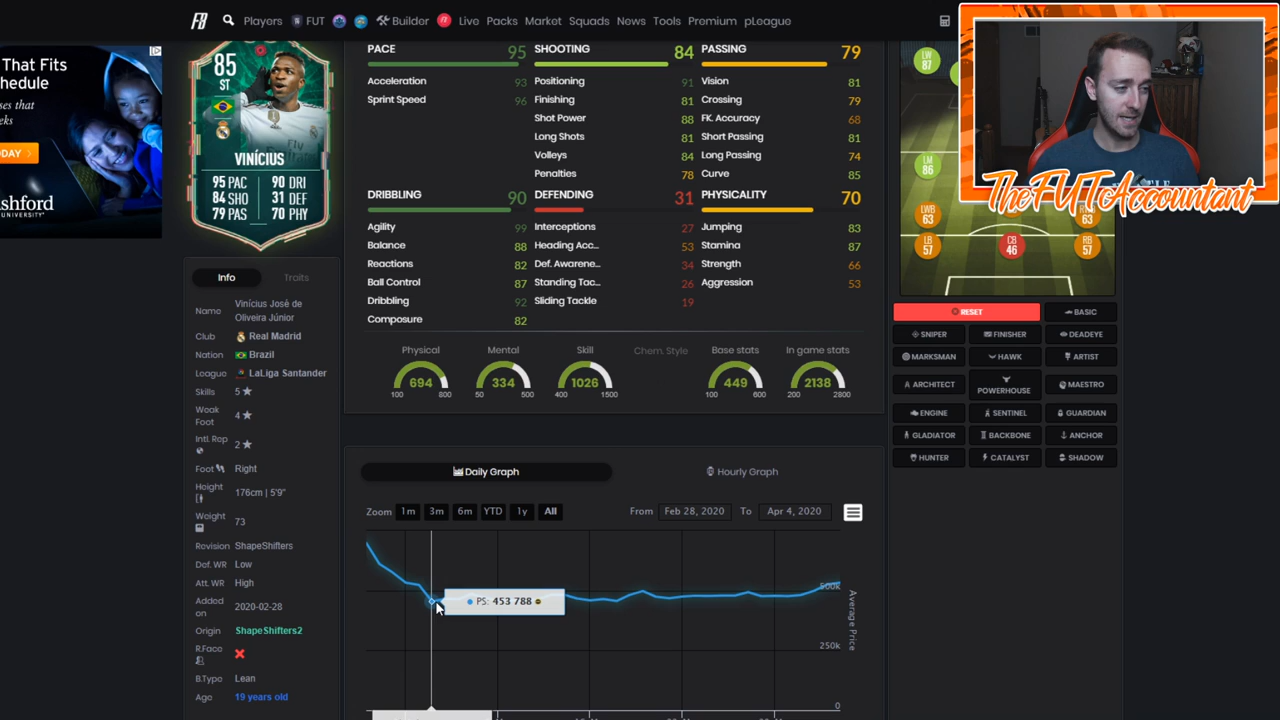 FB Players FUT Builder Live Packs Market Squads News Tools Premium pLeague
That Fits
chedule
hours that
eeks
ODAY
shford
UNIVERSITY
85
ST
VINÍCIUS
95 PAC 90 DRI
84 SHO 31 DEF
79 PAS 70 PHY
PACE 95 SHOOTING 84 PASSING 79
Acceleration 93 Positioning 91 Vision 81
Sprint Speed 96 Finishing 81 Crossing 79
Shot Power 88 FK. Accuracy 68
Long Shots 81 Short Passing 81
Volleys 84 Long Passing 74
Penalties 78 Curve 85
DRIBBLING 90 DEFENDING 31 PHYSICALITY 70
Agility 99 Interceptions 27 Jumping 83
Balance 88 Heading Acc... 53 Stamina 87
Reactions 82 Def. Awarene... 34 Strength 66
Ball Control 87 Standing Tac... 26 Aggression 53
Dribbling 92 Sliding Tackle 19
Composure 82
Physical Mental Skill Chem. Style Base stats In game stats
694 334 1026 449 2138
100 800 50 500 400 1500 100 600 200 2800
Info Traits
Name Vinícius José de
Oliveira Júnior
Club Real Madrid
Nation Brazil
League LaLiga Santander
Skills 5
Weak
Foot 4
Intl. Rep 2
Foot Right
Height 176cm | 5'9"
Weight 73
Revision ShapeShifters
Def. WR Low
Att. WR High
Added
on 2020-02-28
Origin ShapeShifters2
R.Face
B.Type Lean
Age 19 years old
Daily Graph Hourly Graph
Zoom 1m 3m 6m YTD 1y All From Feb 28, 2020 To Apr 4, 2020
PS: 453 788
500k
250k
0
Average Price
LW
87
LM
86
LWB
63
63
LB
57
CB
46
RB
57
TheFUTAccountant
RESET BASIC
SNIPER FINISHER DEADEYE
MARKSMAN HAWK ARTIST
ARCHITECT POWERHOUSE MAESTRO
ENGINE SENTINEL GUARDIAN
GLADIATOR BACKBONE ANCHOR
HUNTER CATALYST SHADOW